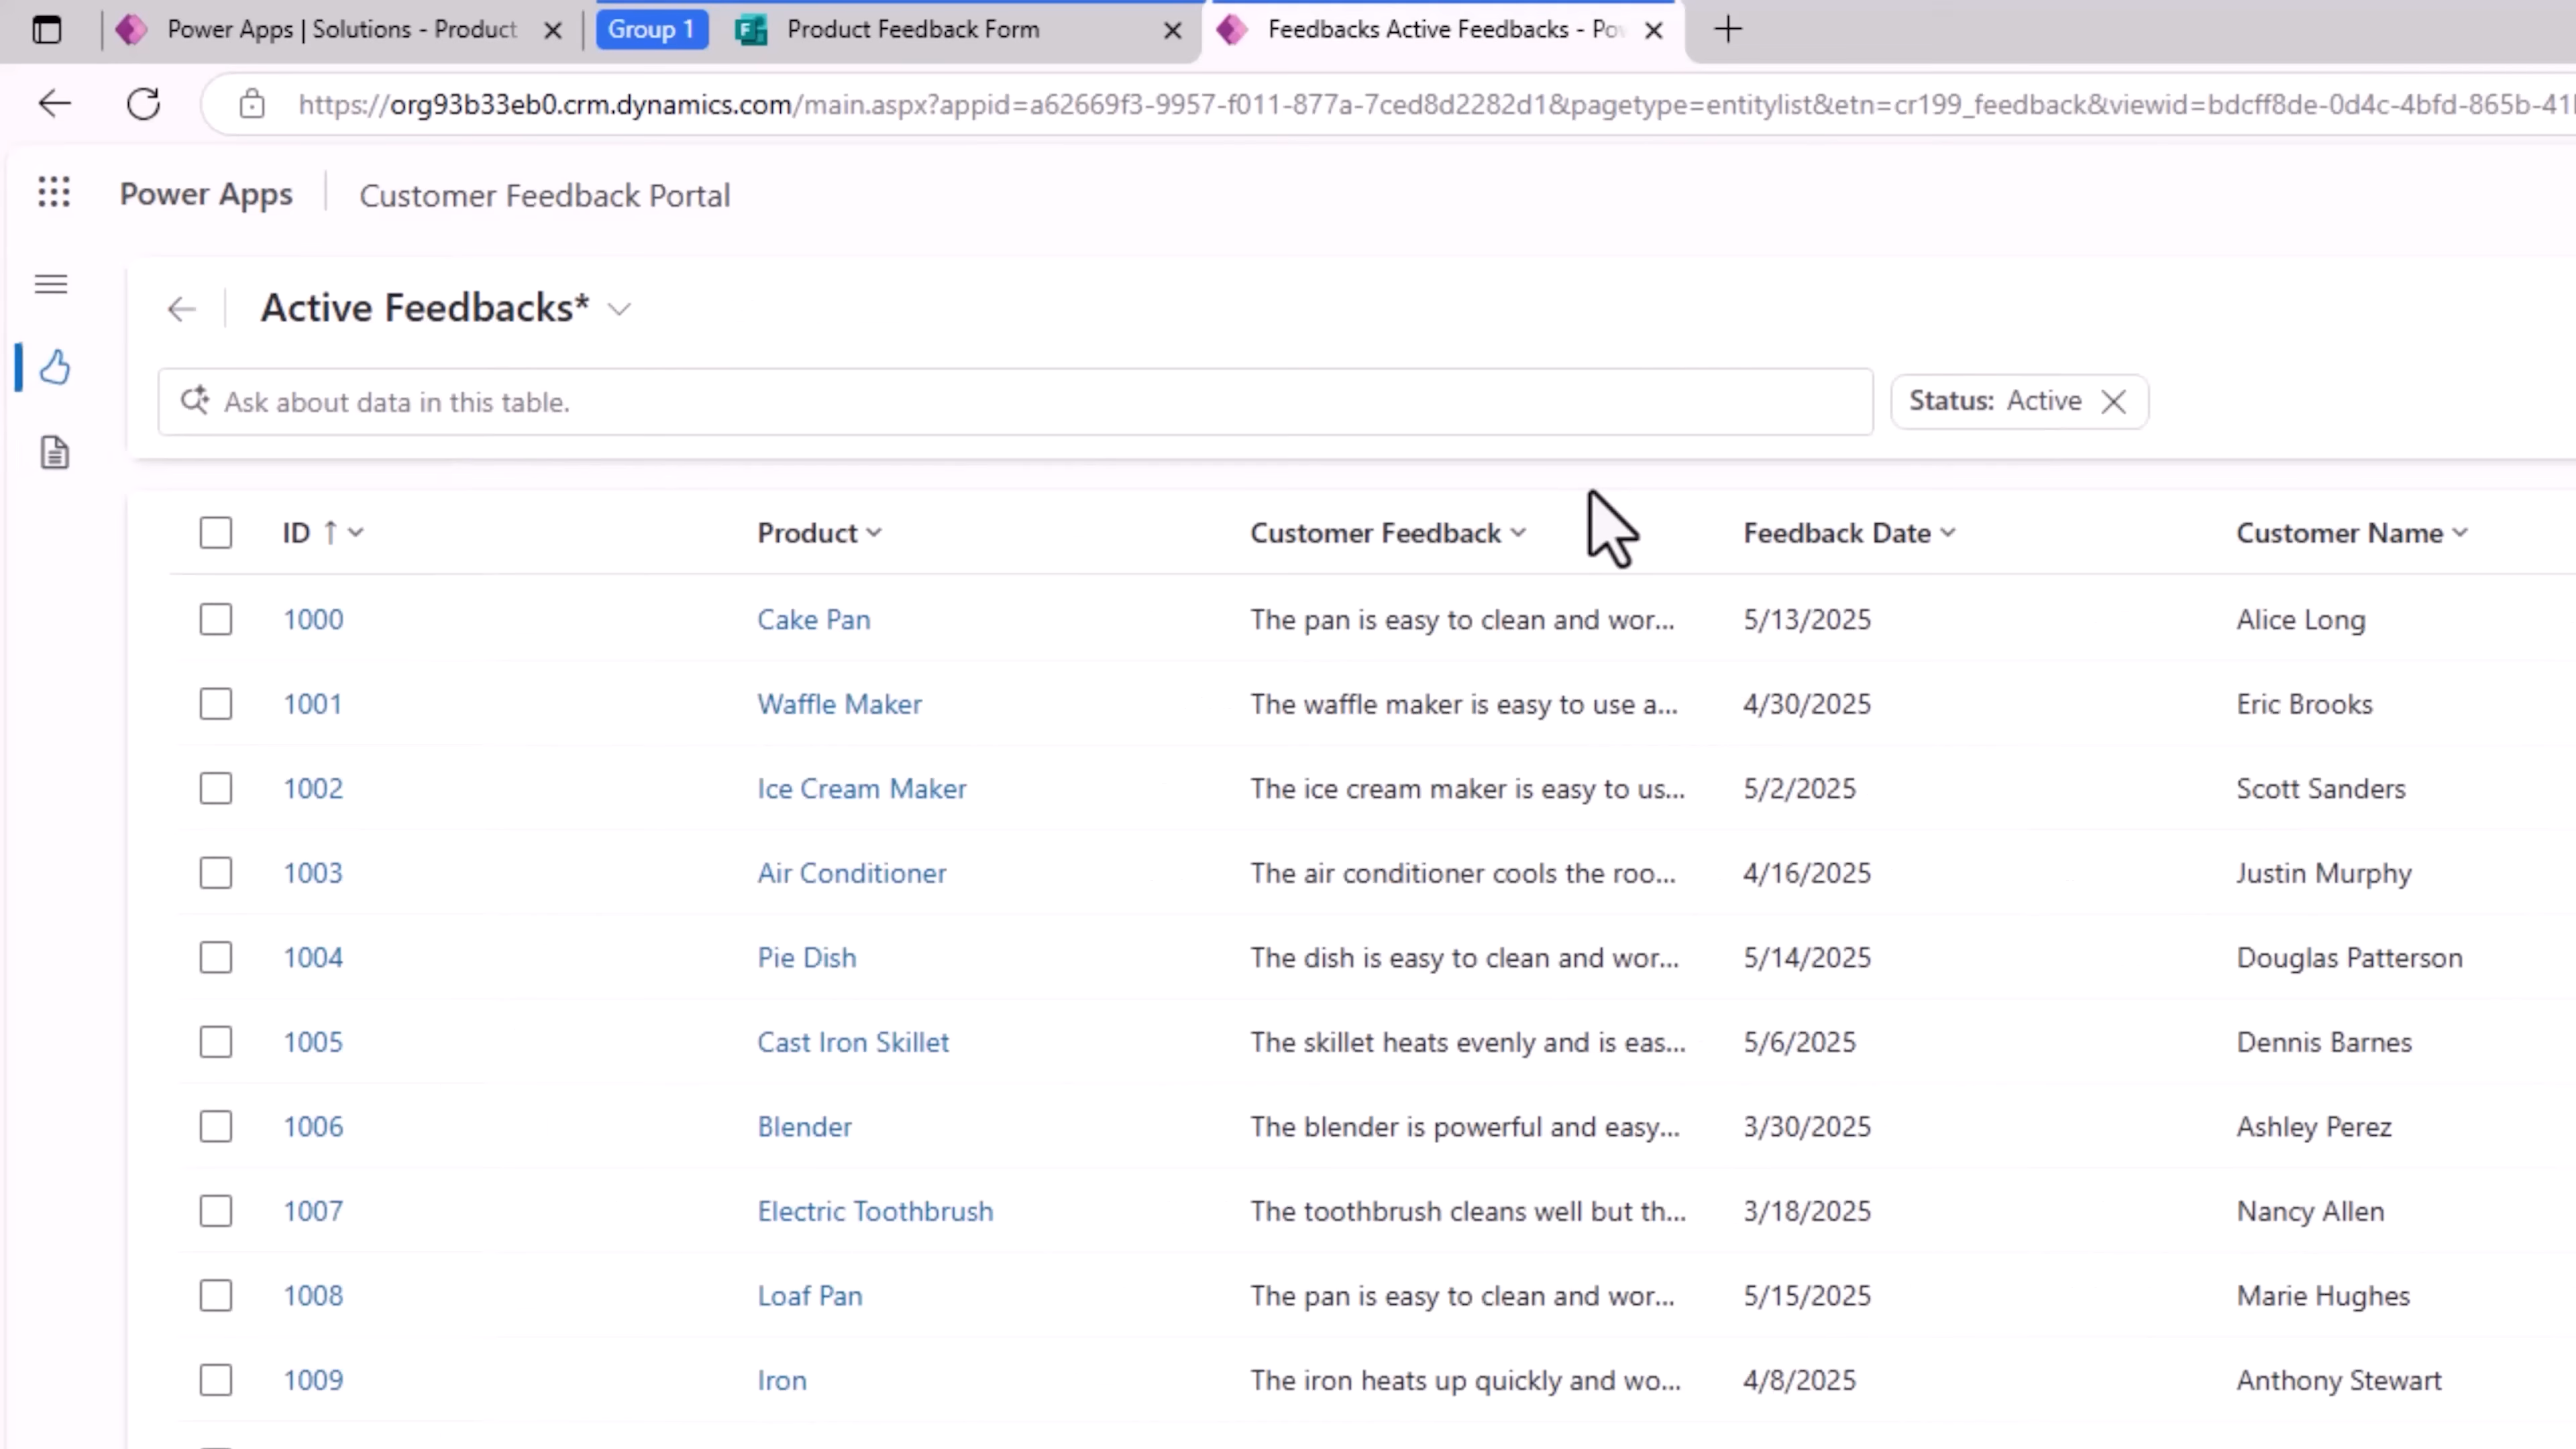 Power Apps | Solutions - Product
Group 1
Product Feedback Form
Feedbacks Active Feedbacks - Pow
https://org93b33eb0.crm.dynamics.com/main.aspx?appid=a62669f3-9957-f011-877a-7ced8d2282d1&pagetype=entitylist&etn=cr199_feedback&viewid=bdcff8de-0d4c-4bfd-865b-41
Power Apps
Customer Feedback Portal
Active Feedbacks*
Ask about data in this table.
Status: Active
ID Product Customer Feedback Feedback Date Customer Name
1000 Cake Pan The pan is easy to clean and wor... 5/13/2025 Alice Long
1001 Waffle Maker The waffle maker is easy to use a... 4/30/2025 Eric Brooks
1002 Ice Cream Maker The ice cream maker is easy to us... 5/2/2025 Scott Sanders
1003 Air Conditioner The air conditioner cools the roo... 4/16/2025 Justin Murphy
1004 Pie Dish The dish is easy to clean and wor... 5/14/2025 Douglas Patterson
1005 Cast Iron Skillet The skillet heats evenly and is eas... 5/6/2025 Dennis Barnes
1006 Blender The blender is powerful and easy... 3/30/2025 Ashley Perez
1007 Electric Toothbrush The toothbrush cleans well but th... 3/18/2025 Nancy Allen
1008 Loaf Pan The pan is easy to clean and wor... 5/15/2025 Marie Hughes
1009 Iron The iron heats up quickly and wo... 4/8/2025 Anthony Stewart